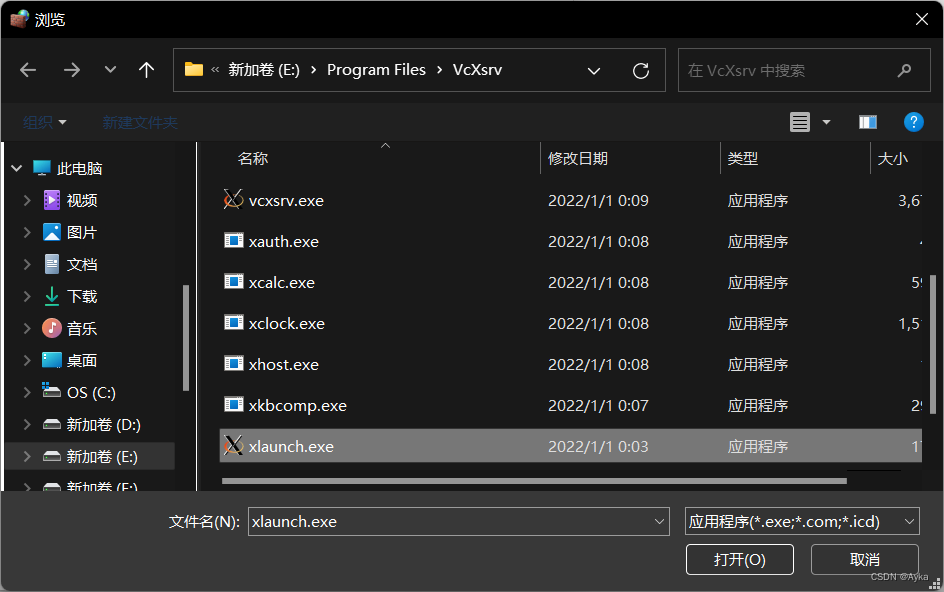 浏览
« 新加卷 (E:) › Program Files › VcXsrv
在 VcXsrv 中搜索
组织
新建文件夹
名称 修改日期 类型 大小
此电脑
视频
图片
文档
下载
音乐
桌面
OS (C:)
新加卷 (D:)
新加卷 (E:)
新加卷 (F:)
vcxsrv.exe 2022/1/1 0:09 应用程序 3,6
xauth.exe 2022/1/1 0:08 应用程序
xcalc.exe 2022/1/1 0:08 应用程序 5
xclock.exe 2022/1/1 0:08 应用程序 1,5
xhost.exe 2022/1/1 0:08 应用程序
xkbcomp.exe 2022/1/1 0:07 应用程序 2
xlaunch.exe 2022/1/1 0:03 应用程序 1
文件名(N): xlaunch.exe 应用程序(*.exe;*.com;*.icd)
打开(O) 取消
CSDN @Ayka